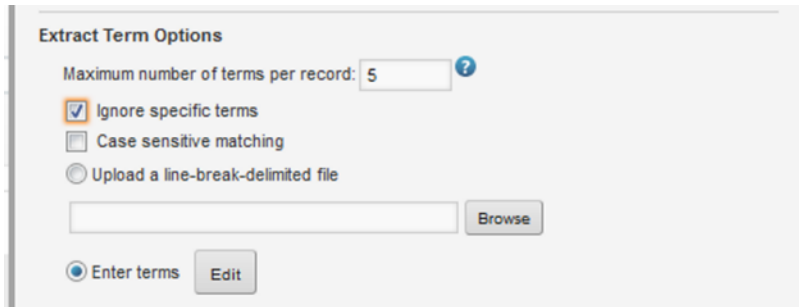 Extract Term Options
Maximum number of terms per record: 5 ?
Ignore specific terms
Case sensitive matching
Upload a line-break-delimited file
Browse
Enter terms Edit